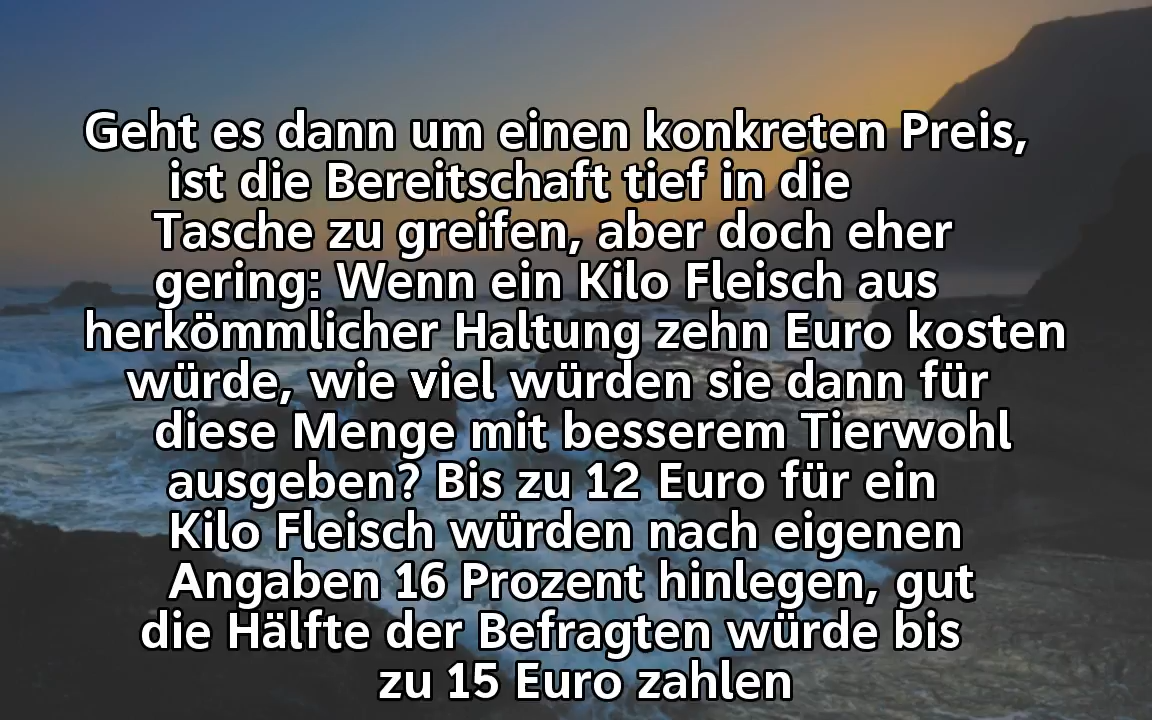 Geht es dann um einen konkreten Preis,
ist die Bereitschaft tief in die
Tasche zu greifen, aber doch eher
gering: Wenn ein Kilo Fleisch aus
herkömmlicher Haltung zehn Euro kosten
würde, wie viel würden sie dann für
diese Menge mit besserem Tierwohl
ausgeben? Bis zu 12 Euro für ein
Kilo Fleisch würden nach eigenen
Angaben 16 Prozent hinlegen, gut
die Hälfte der Befragten würde bis
zu 15 Euro zahlen